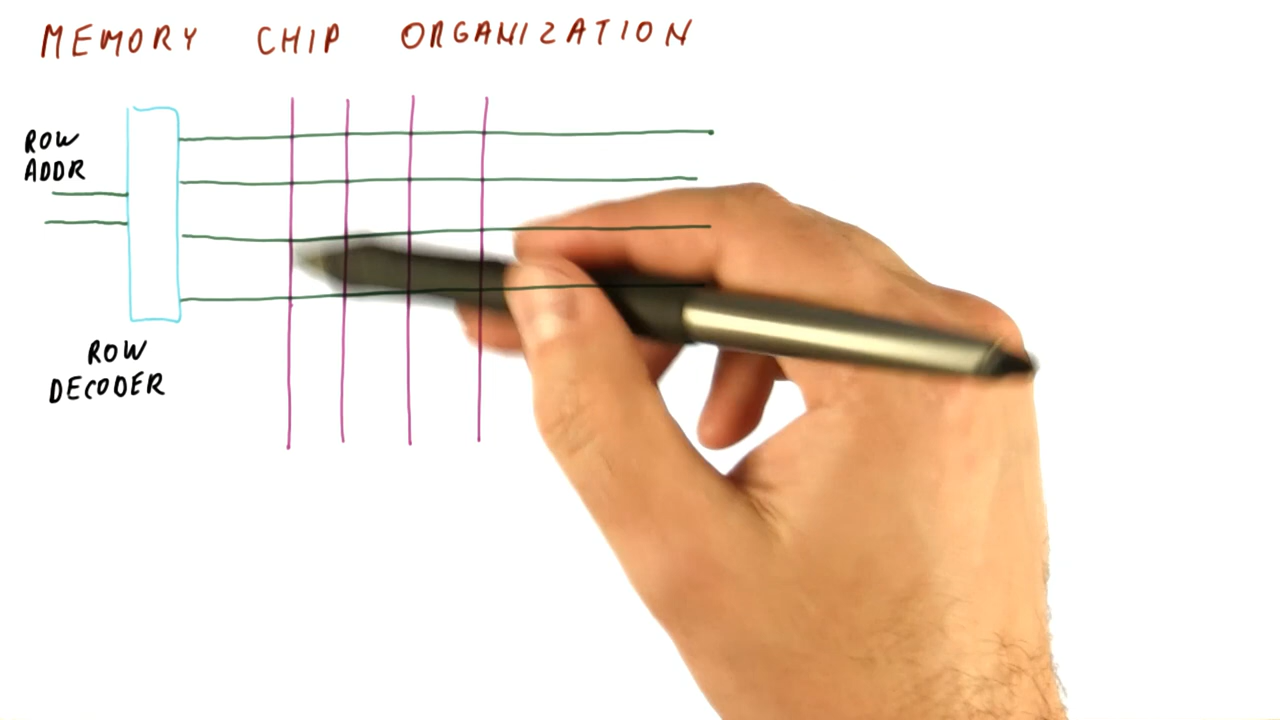 MEMORY CHIP ORGANIZATION
ROW
ADDR
ROW
DECODER